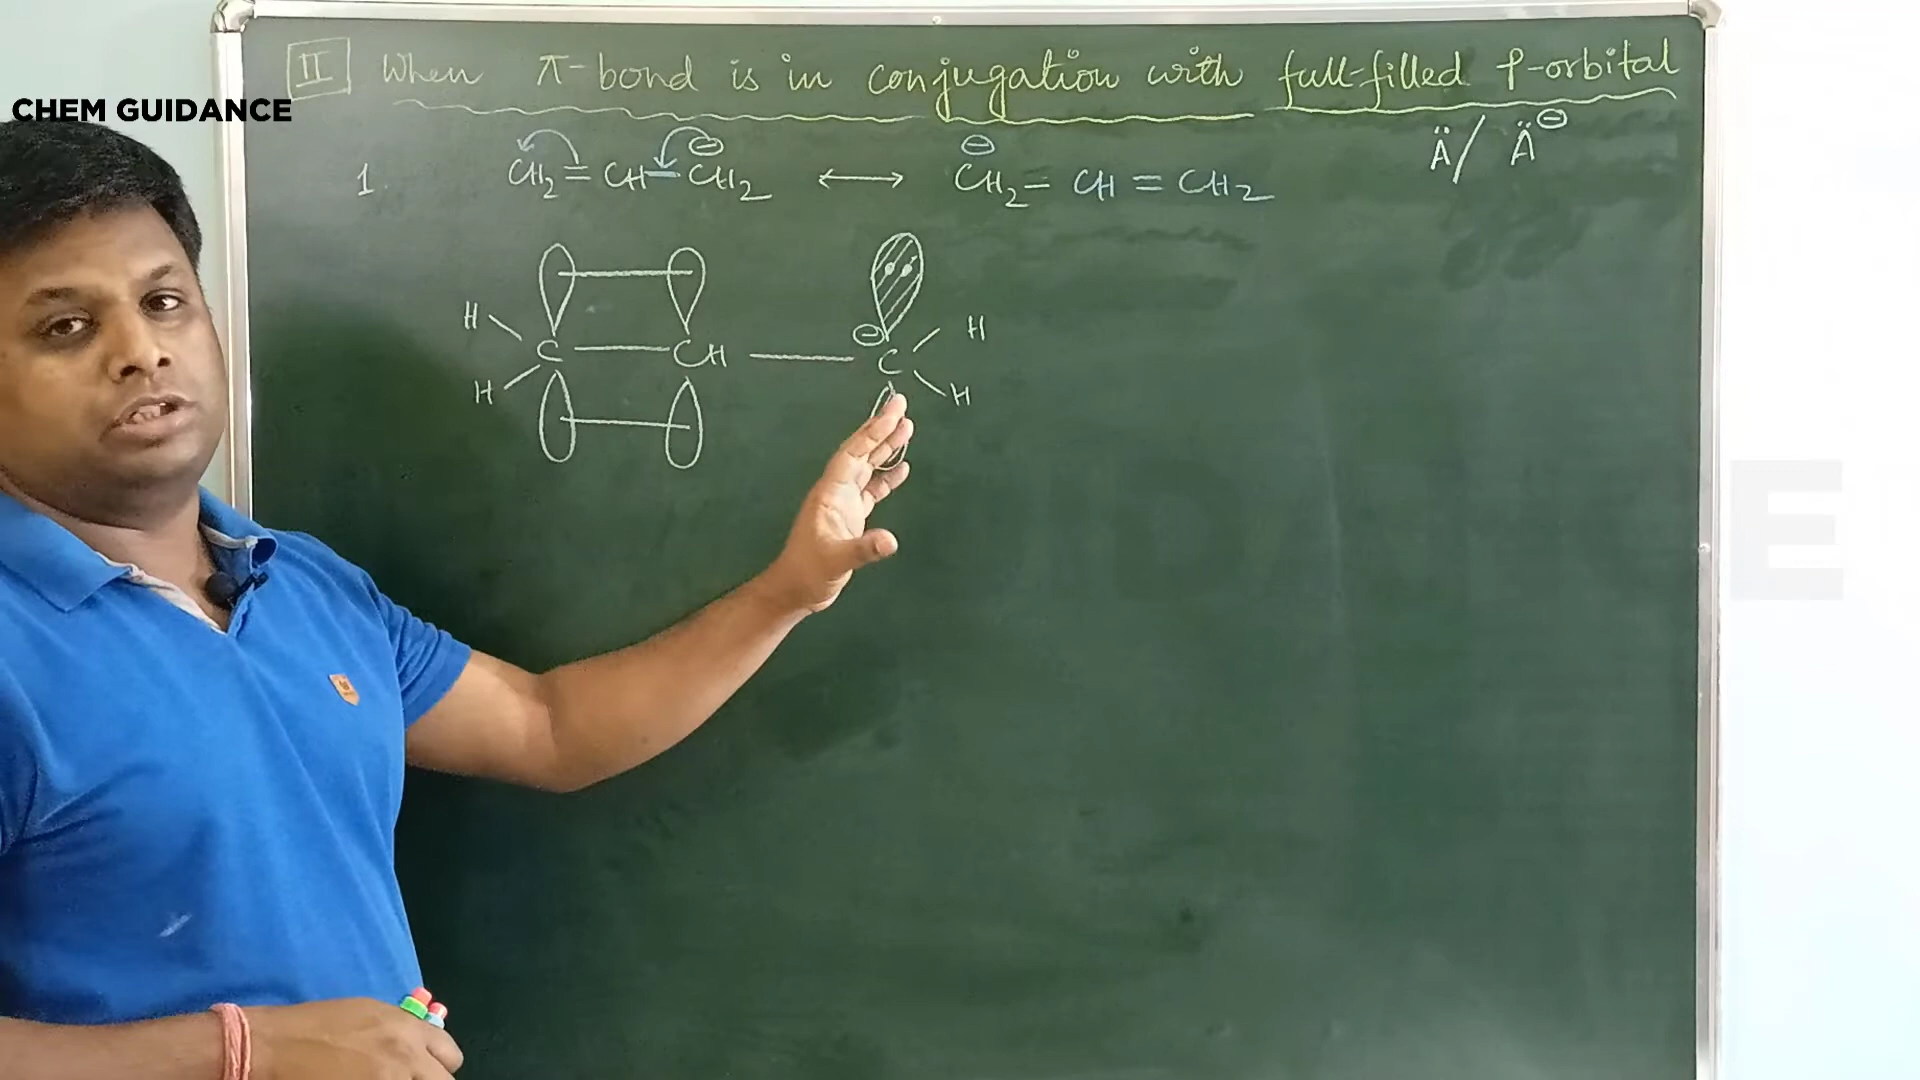 II When π-bond is in conjugation with full-filled P-orbital
CHEM GUIDANCE
Ä / Ä⊖
1. CH₂ = CH - C̈H₂⊖ ↔ ⊖CH₂ - CH = CH₂
H H
C CH ⊖ C
H H
E